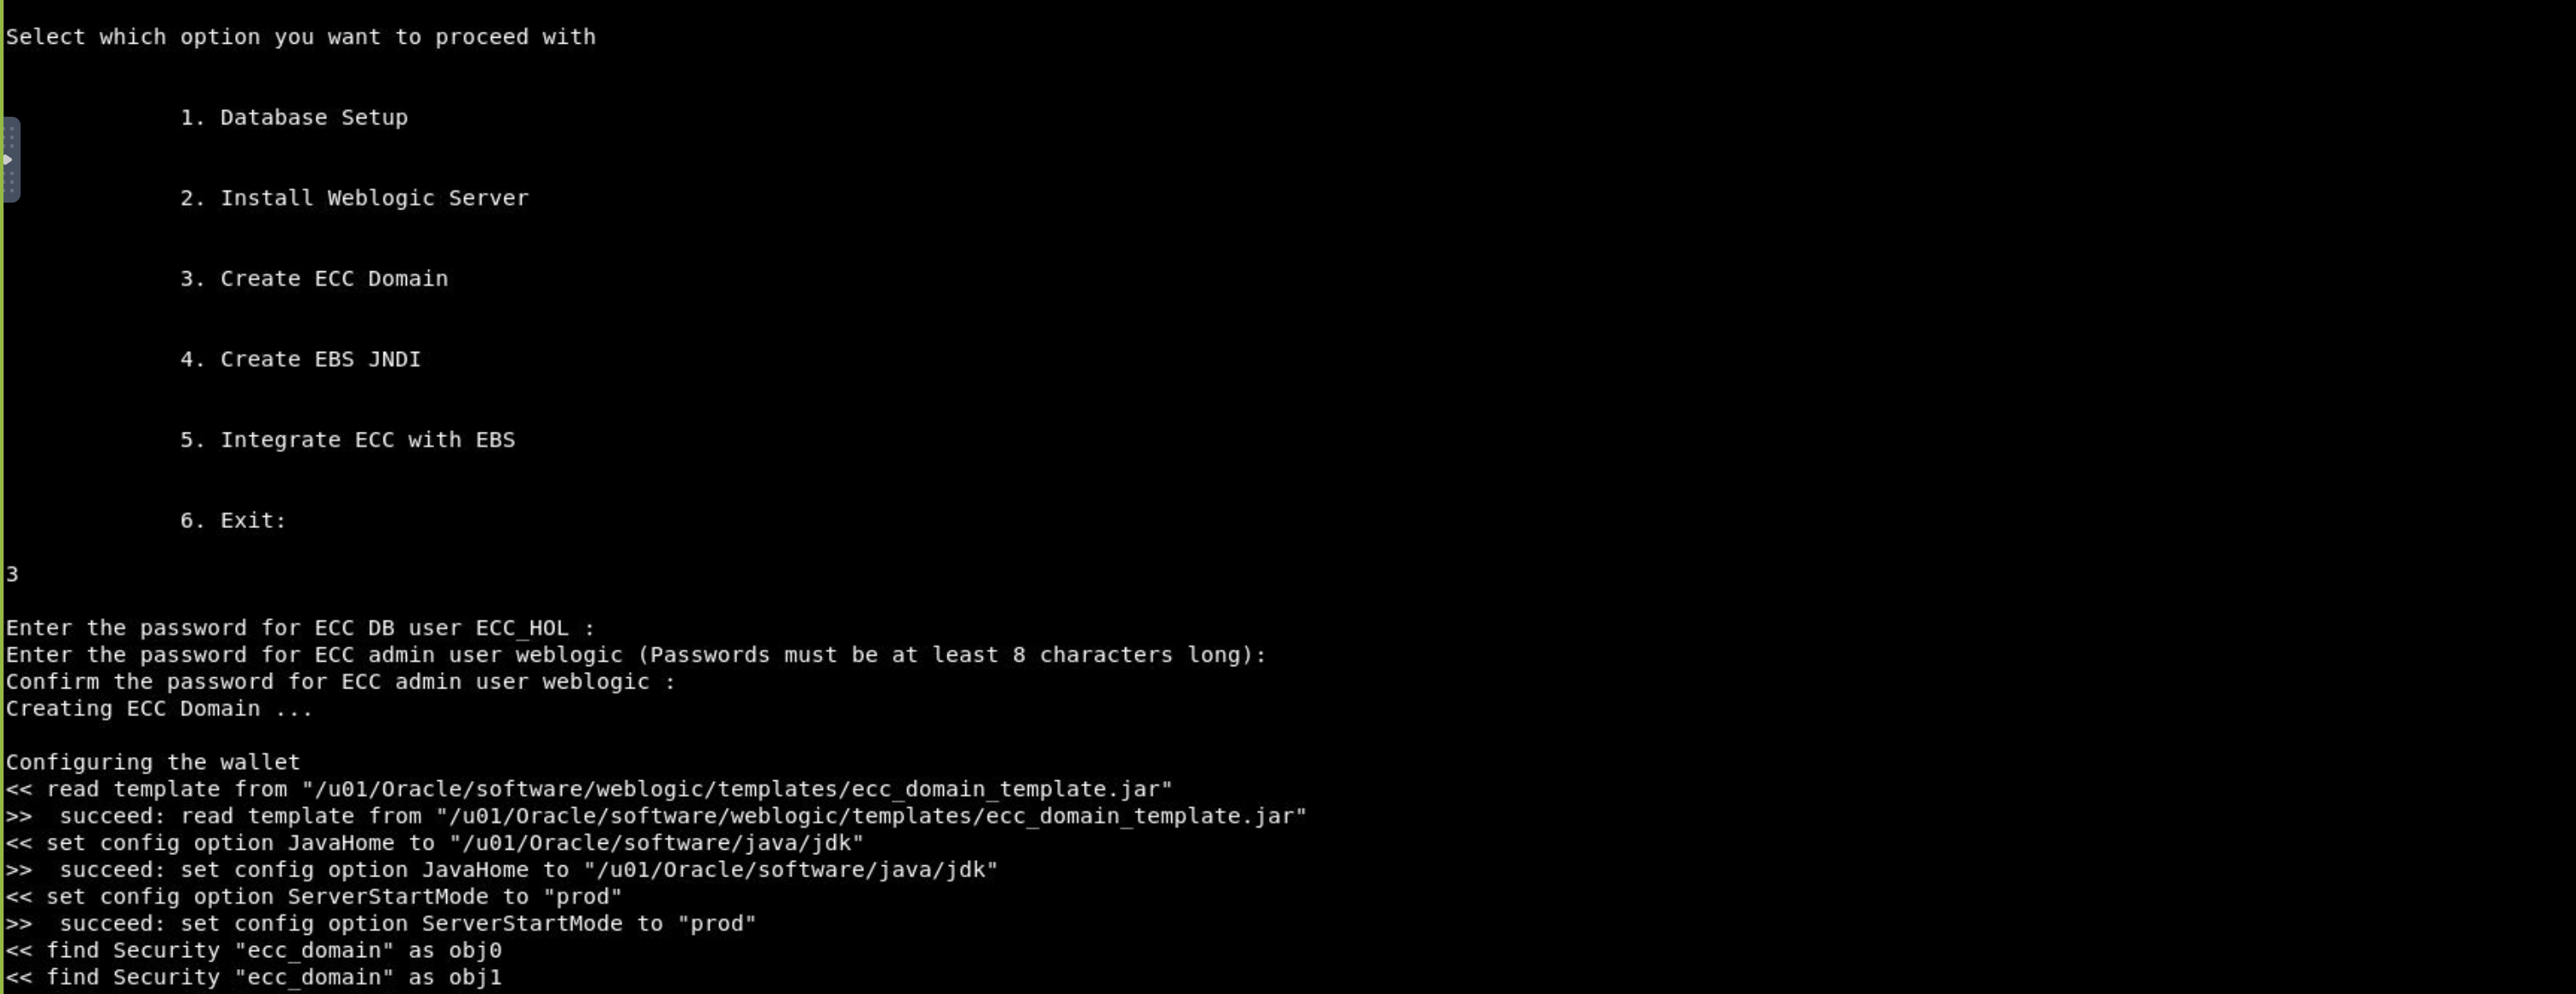 Select which option you want to proceed with
1. Database Setup
2. Install Weblogic Server
3. Create ECC Domain
4. Create EBS JNDI
5. Integrate ECC with EBS
6. Exit:
3
Enter the password for ECC DB user ECC_HOL :
Enter the password for ECC admin user weblogic (Passwords must be at least 8 characters long):
Confirm the password for ECC admin user weblogic :
Creating ECC Domain ...
Configuring the wallet
<< read template from "/u01/Oracle/software/weblogic/templates/ecc_domain_template.jar"
>>  succeed: read template from "/u01/Oracle/software/weblogic/templates/ecc_domain_template.jar"
<< set config option JavaHome to "/u01/Oracle/software/java/jdk"
>>  succeed: set config option JavaHome to "/u01/Oracle/software/java/jdk"
<< set config option ServerStartMode to "prod"
>>  succeed: set config option ServerStartMode to "prod"
<< find Security "ecc_domain" as obj0
<< find Security "ecc_domain" as obj1